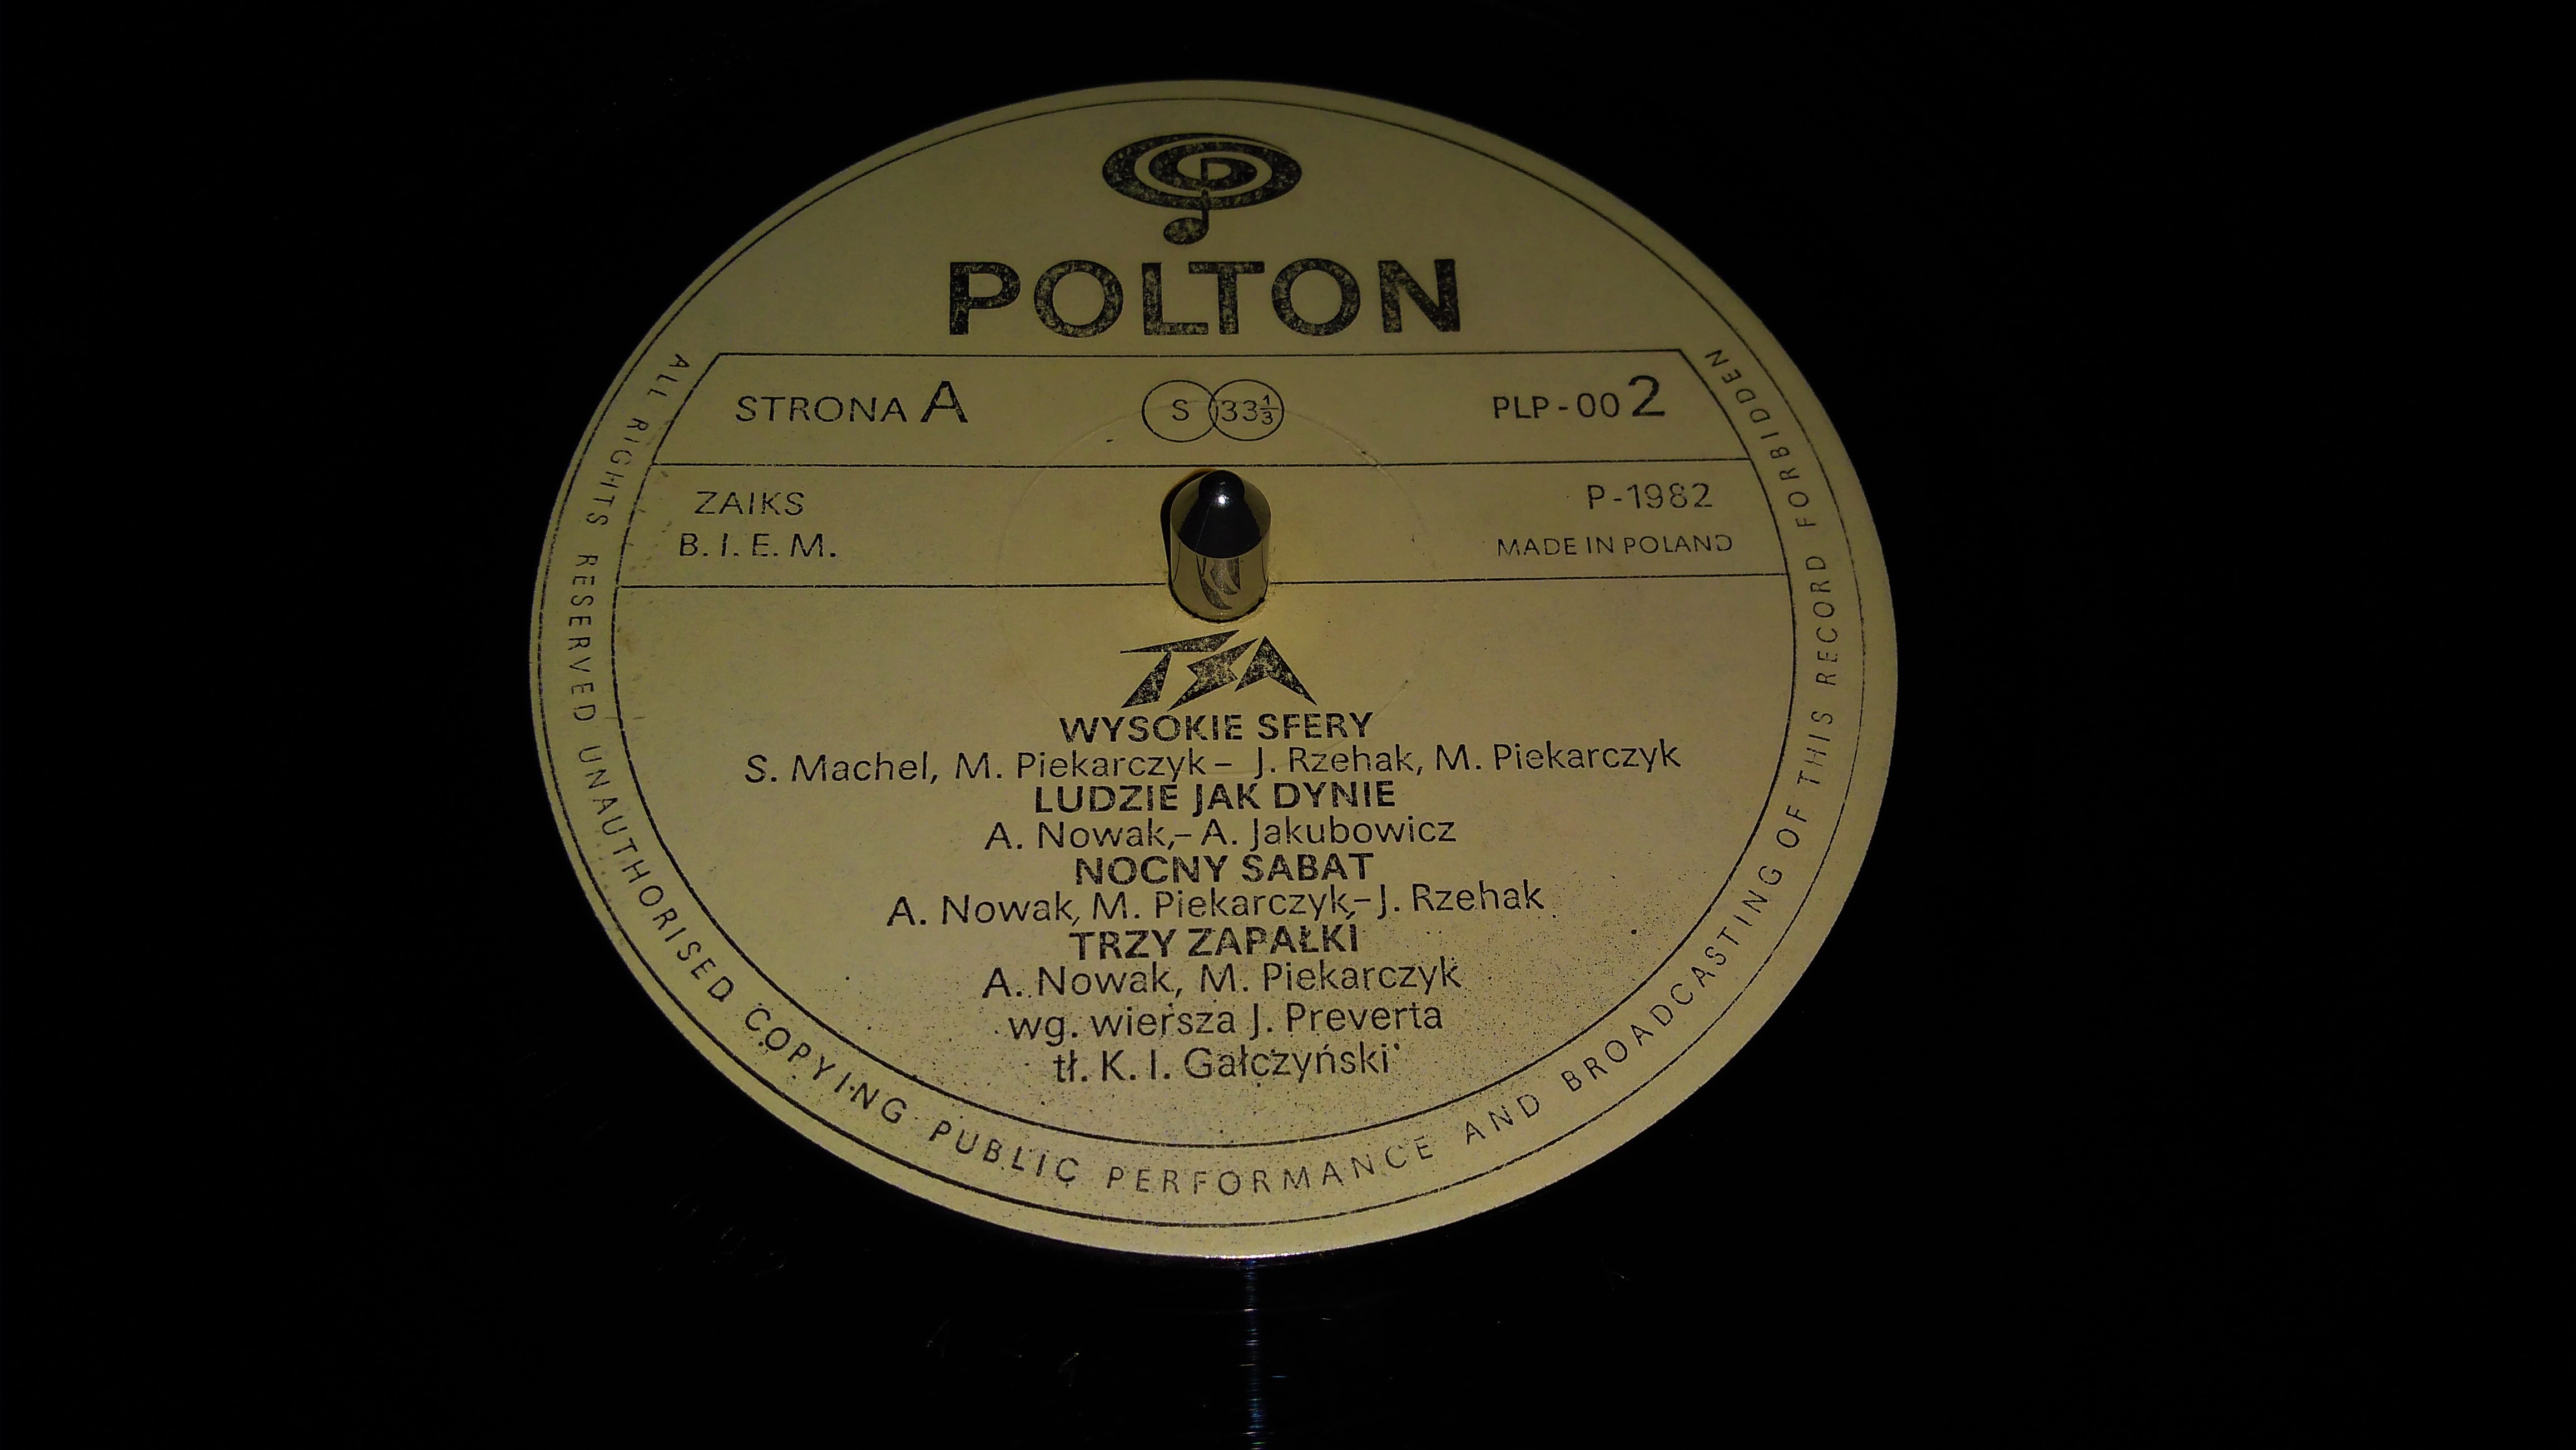 POLTON
STRONA A
S 33⅓
PLP-002
ZAIKS
B.I.E.M.
P-1982
MADE IN POLAND
TSA
WYSOKIE SFERY
S. Machel, M. Piekarczyk – J. Rzehak, M. Piekarczyk
LUDZIE JAK DYNIE
A. Nowak,– A. Jakubowicz
NOCNY SABAT
A. Nowak, M. Piekarczyk,– J. Rzehak
TRZY ZAPAŁKI
A. Nowak, M. Piekarczyk
wg. wiersza J. Preverta
tł. K. I. Gałczyński
ALL RIGHTS RESERVED UNAUTHORISED COPYING PUBLIC PERFORMANCE AND BROADCASTING OF THIS RECORD FORBIDDEN